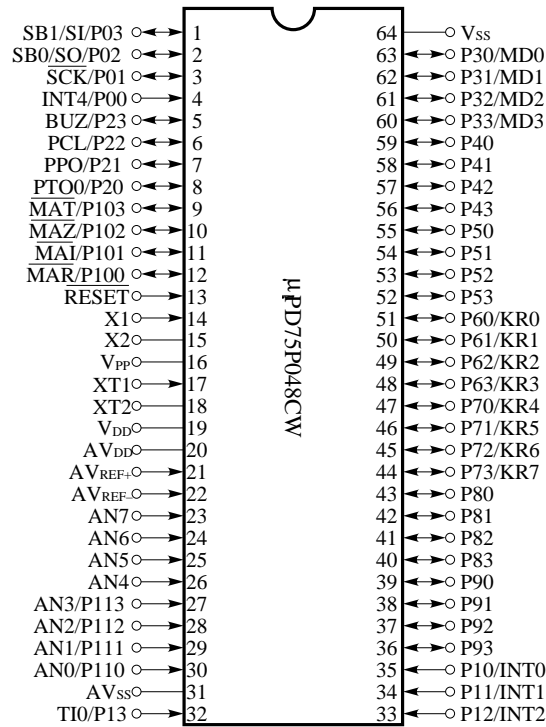 SB1/SI/P03 1 64 VSS
SB0/SO/P02 2 63 P30/MD0
SCK/P01 3 62 P31/MD1
INT4/P00 4 61 P32/MD2
BUZ/P23 5 60 P33/MD3
PCL/P22 6 59 P40
PPO/P21 7 58 P41
PTO0/P20 8 57 P42
MAT/P103 9 56 P43
MAZ/P102 10 55 P50
MAI/P101 11 54 P51
MAR/P100 12 53 P52
RESET 13 52 P53
X1 14 51 P60/KR0
X2 15 50 P61/KR1
VPP 16 49 P62/KR2
XT1 17 48 P63/KR3
XT2 18 47 P70/KR4
VDD 19 46 P71/KR5
AVDD 20 45 P72/KR6
AVREF+ 21 44 P73/KR7
AVREF– 22 43 P80
AN7 23 42 P81
AN6 24 41 P82
AN5 25 40 P83
AN4 26 39 P90
AN3/P113 27 38 P91
AN2/P112 28 37 P92
AN1/P111 29 36 P93
AN0/P110 30 35 P10/INT0
AVSS 31 34 P11/INT1
TI0/P13 32 33 P12/INT2
μPD75P048CW